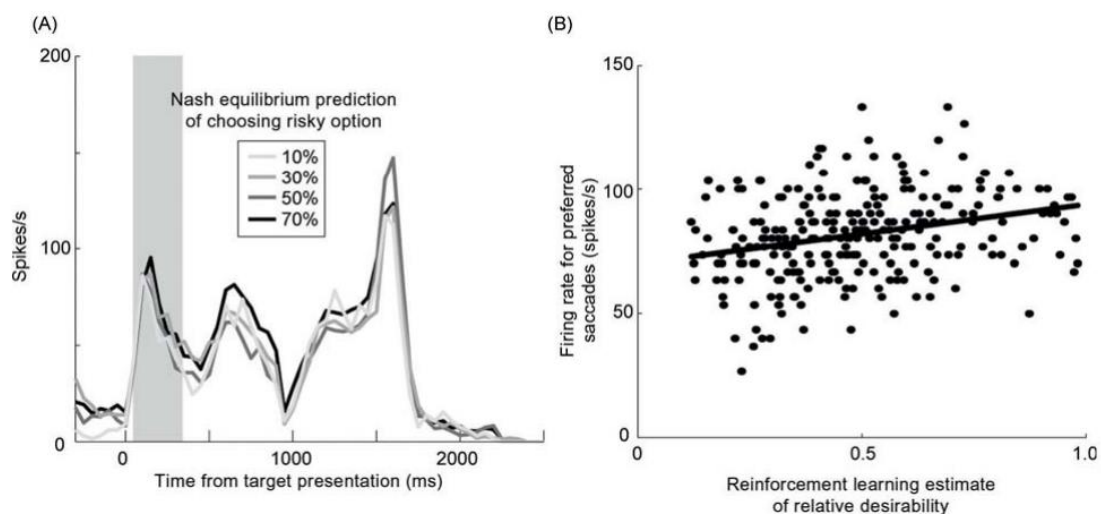 (A)
200
100
0
Spikes/s
Nash equilibrium prediction
of choosing risky option
10%
30%
50%
70%
0
1000
2000
Time from target presentation (ms)
(B)
150
100
50
0
Firing rate for preferred
saccades (spikes/s)
0
0.5
1.0
Reinforcement learning estimate
of relative desirability